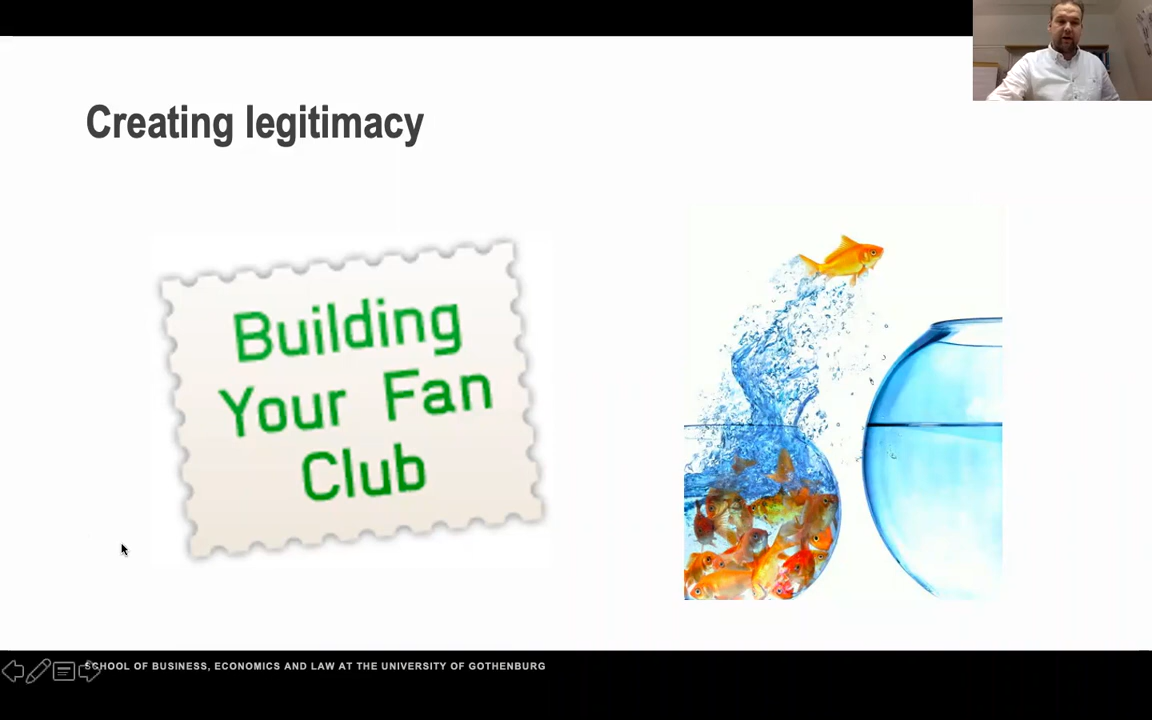 Creating legitimacy
Building
Your Fan
Club
SCHOOL OF BUSINESS, ECONOMICS AND LAW AT THE UNIVERSITY OF GOTHENBURG